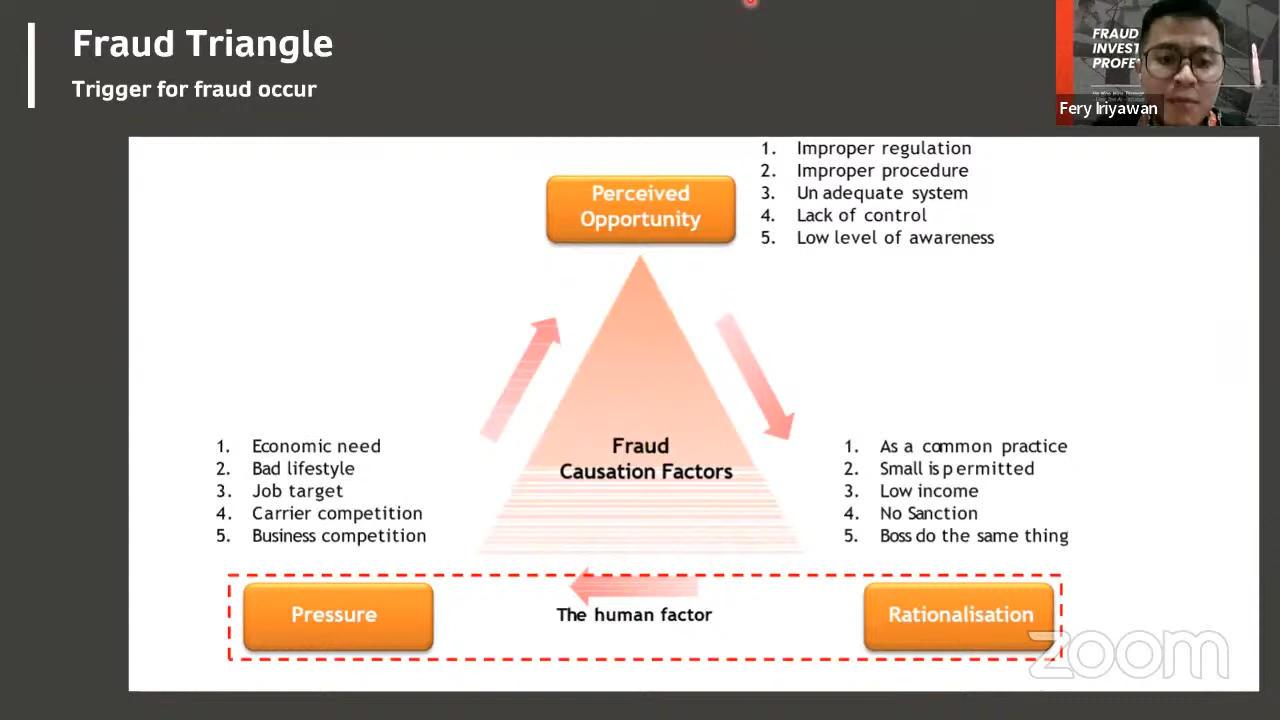 Fraud Triangle
Trigger for fraud occur
FRAUD
INVEST
PROFE
Fery Iriyawan
Perceived
Opportunity
1. Improper regulation
2. Improper procedure
3. Un adequate system
4. Lack of control
5. Low level of awareness
Fraud
Causation Factors
1. Economic need
2. Bad lifestyle
3. Job target
4. Carrier competition
5. Business competition
1. As a common practice
2. Small is permitted
3. Low income
4. No Sanction
5. Boss do the same thing
Pressure
The human factor
Rationalisation
zoom